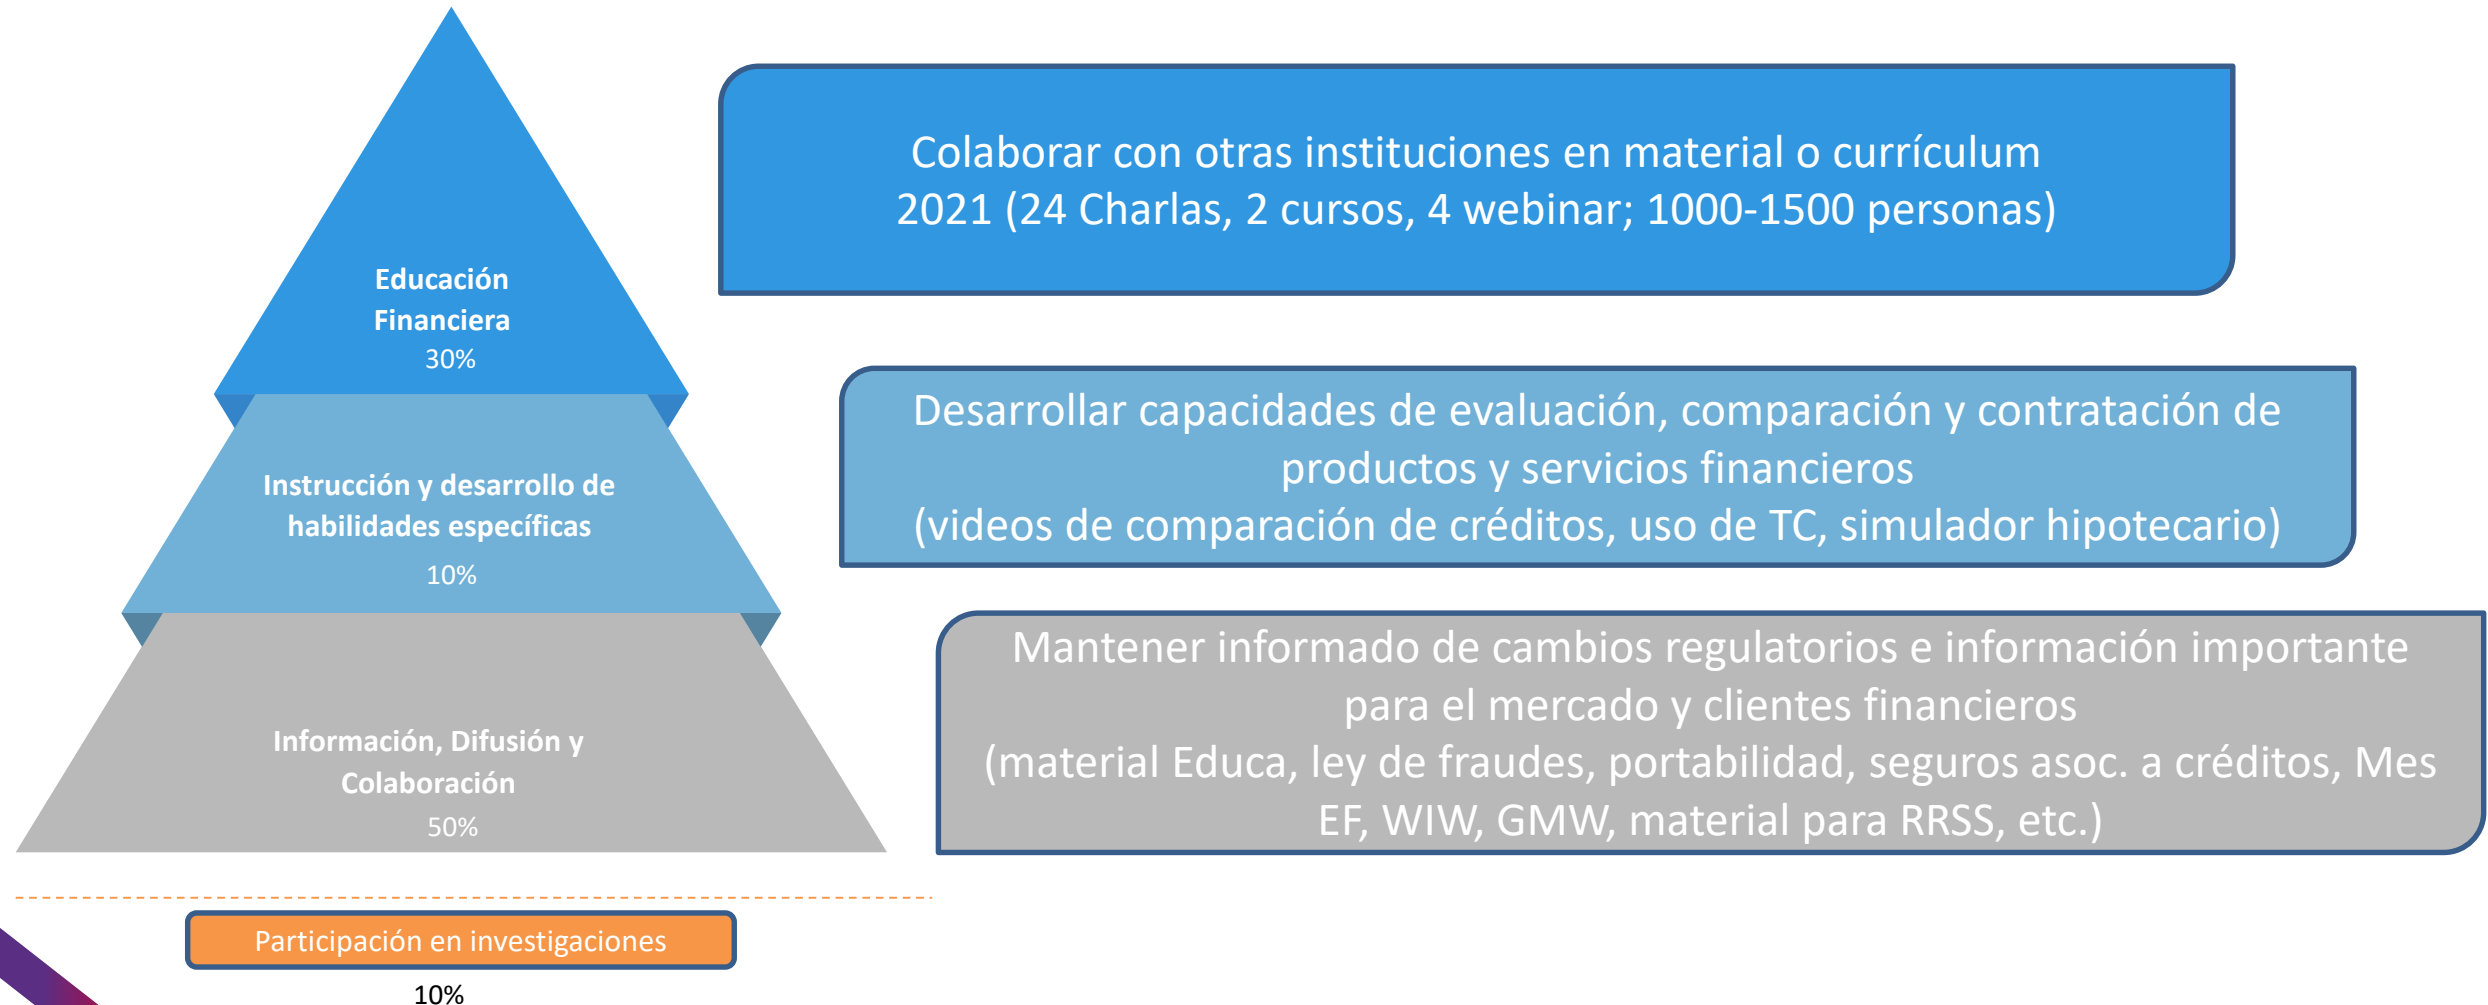 Educación
Financiera
30%
Colaborar con otras instituciones en material o currículum
2021 (24 Charlas, 2 cursos, 4 webinar; 1000-1500 personas)
Instrucción y desarrollo de
habilidades específicas
10%
Desarrollar capacidades de evaluación, comparación y contratación de
productos y servicios financieros
(videos de comparación de créditos, uso de TC, simulador hipotecario)
Información, Difusión y
Colaboración
50%
Mantener informado de cambios regulatorios e información importante
para el mercado y clientes financieros
(material Educa, ley de fraudes, portabilidad, seguros asoc. a créditos, Mes
EF, WIW, GMW, material para RRSS, etc.)
Participación en investigaciones
10%